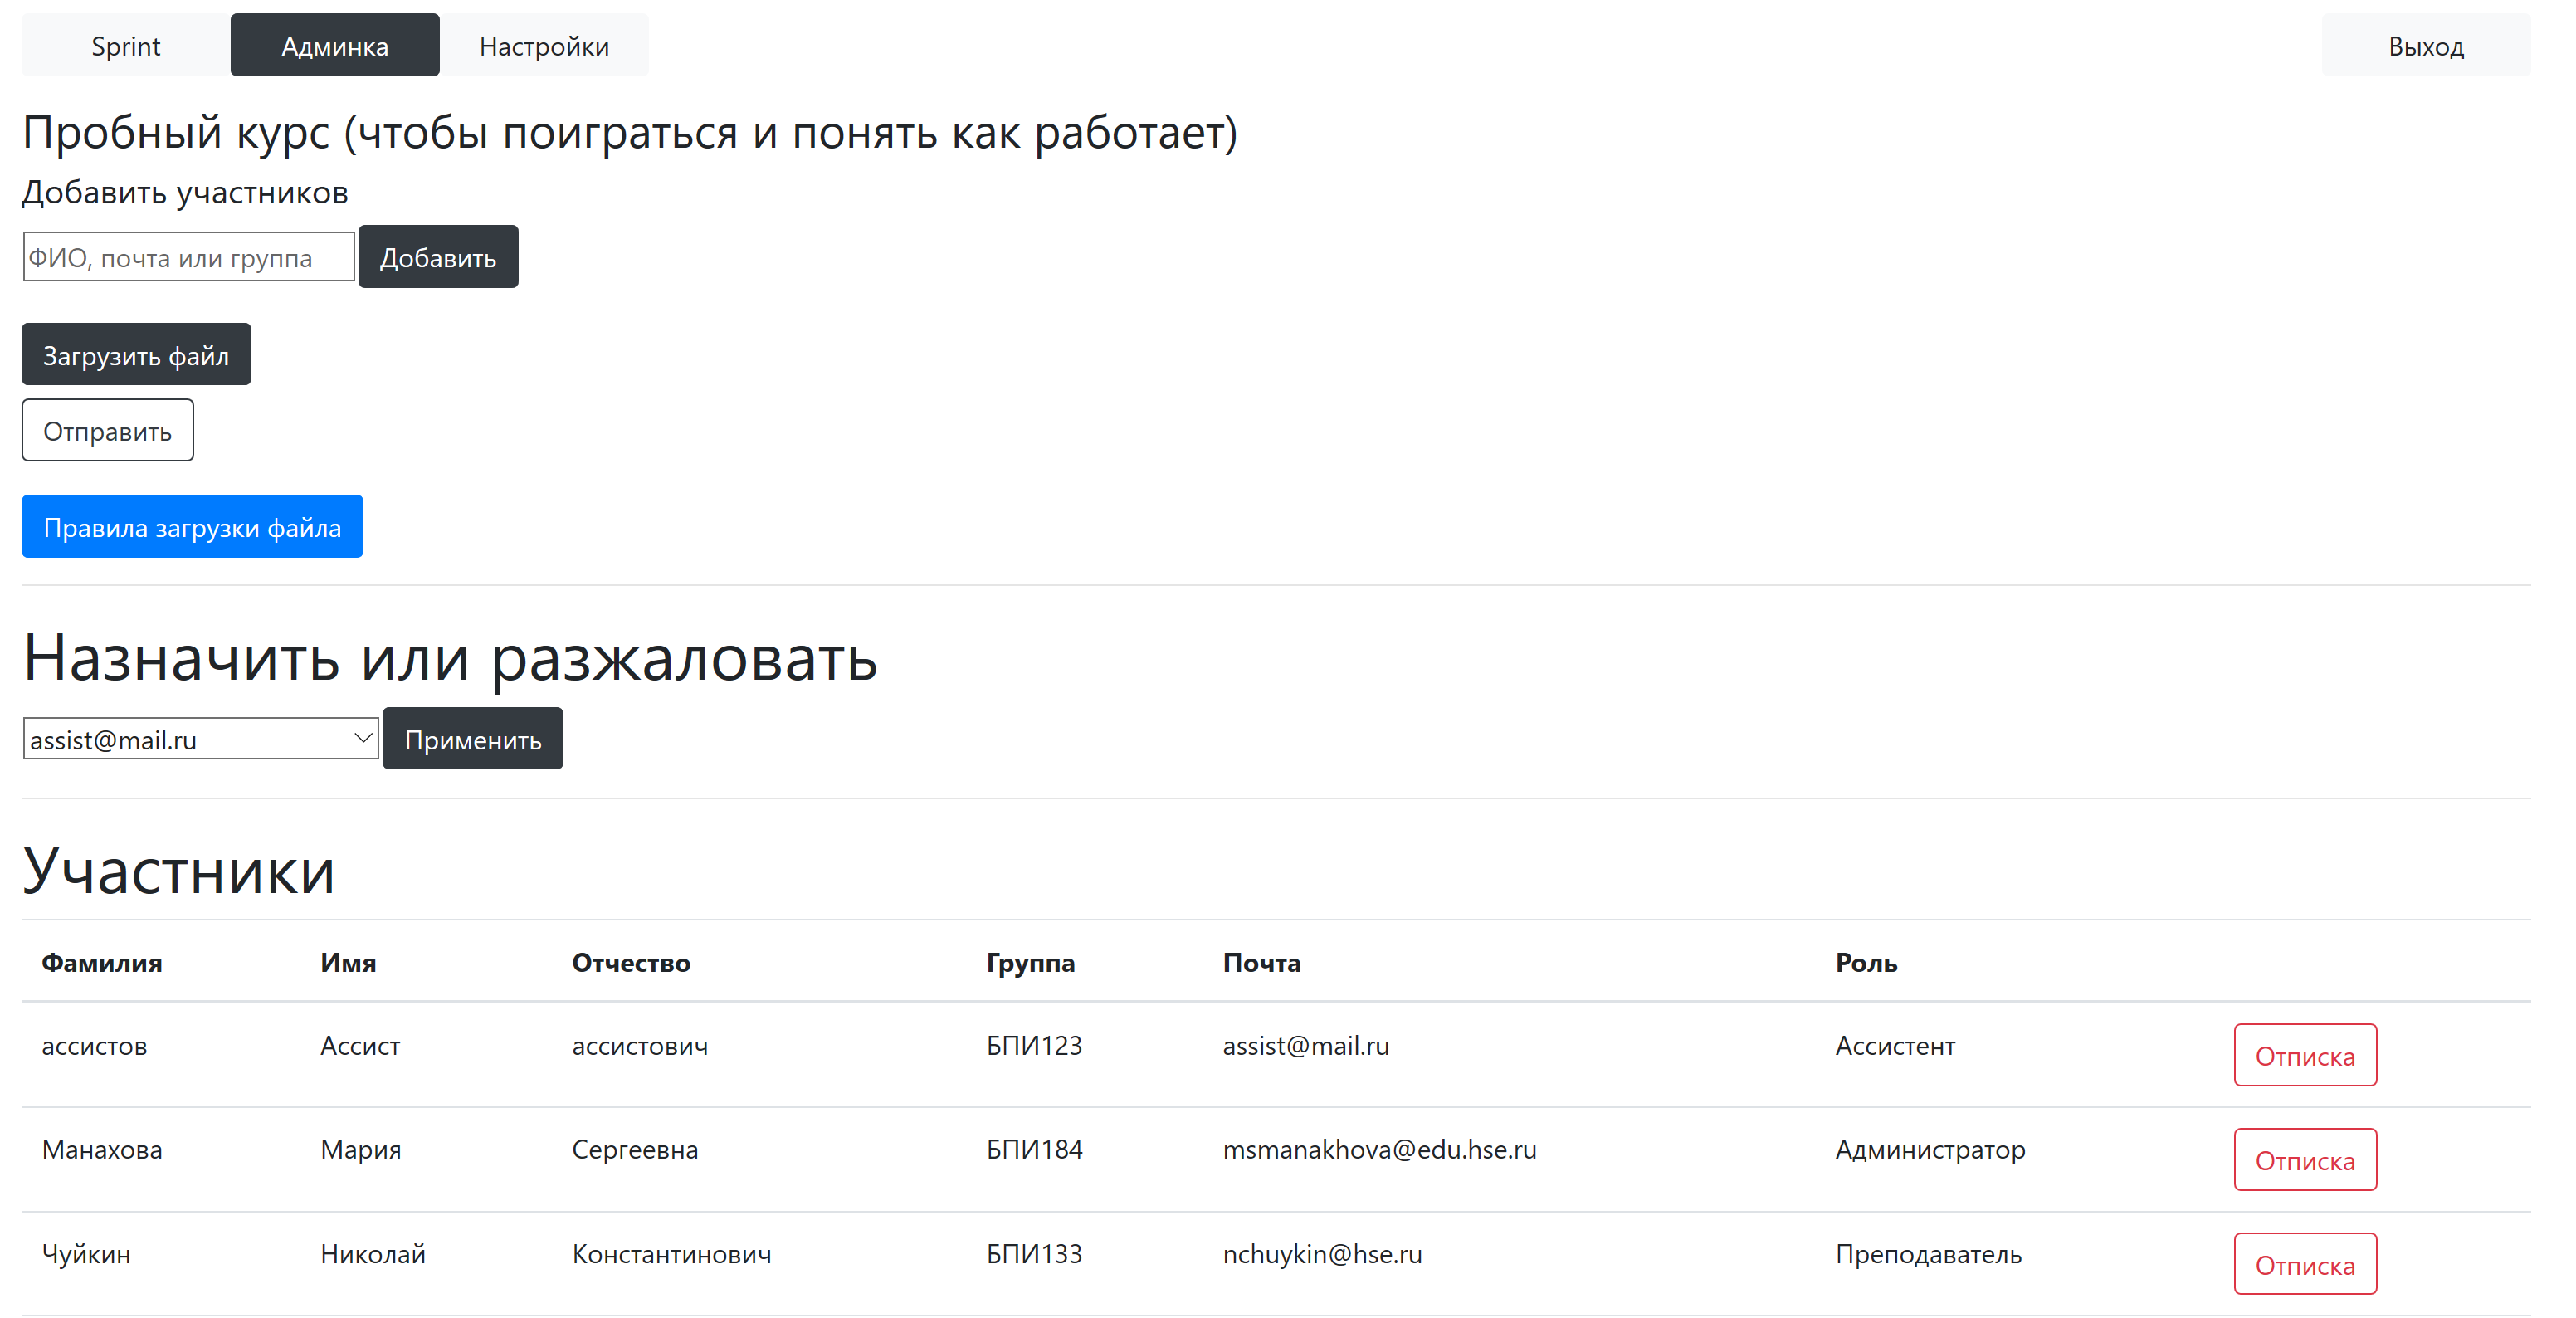 Sprint Админка Настройки Выход
Пробный курс (чтобы поиграться и понять как работает)
Добавить участников
ФИО, почта или группа Добавить
Загрузить файл
Отправить
Правила загрузки файла
Назначить или разжаловать
assist@mail.ru Применить
Участники
Фамилия Имя Отчество Группа Почта Роль
ассистов Ассист ассистович БПИ123 assist@mail.ru Ассистент Отписка
Манахова Мария Сергеевна БПИ184 msmanakhova@edu.hse.ru Администратор Отписка
Чуйкин Николай Константинович БПИ133 nchuykin@hse.ru Преподаватель Отписка